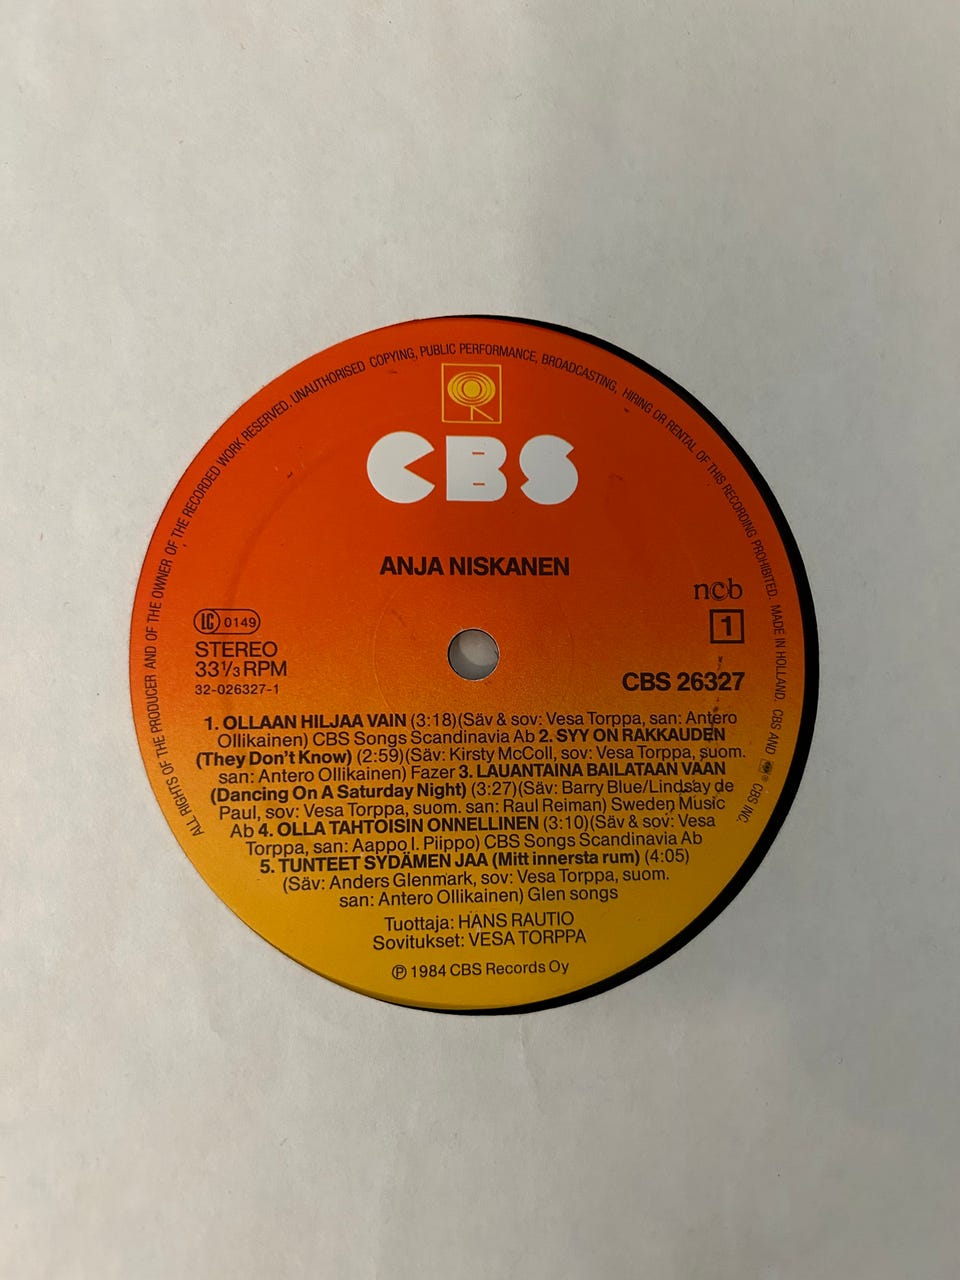 ALL RIGHTS OF THE PRODUCER AND OF THE OWNER OF THE RECORDED WORK RESERVED. UNAUTHORISED COPYING, PUBLIC PERFORMANCE, BROADCASTING, HIRING OR RENTAL OF THIS RECORDING PROHIBITED. MADE IN HOLLAND. CBS AND ® CBS INC.
CBS
ANJA NISKANEN
ncb
LC 0149
1
STEREO
33 1/3 RPM
CBS 26327
32-026327-1
1. OLLAAN HILJAA VAIN (3:18)(Säv & sov: Vesa Torppa, san: Antero
Ollikainen) CBS Songs Scandinavia Ab 2. SYY ON RAKKAUDEN
(They Don't Know) (2:59)(Säv: Kirsty McColl, sov: Vesa Torppa, suom.
san: Antero Ollikainen) Fazer 3. LAUANTAINA BAILATAAN VAAN
(Dancing On A Saturday Night) (3:27)(Säv: Barry Blue/Lindsay de
Paul, sov: Vesa Torppa, suom. san: Raul Reiman) Sweden Music
Ab 4. OLLA TAHTOISIN ONNELLINEN (3:10)(Säv & sov: Vesa
Torppa, san: Aappo I. Piippo) CBS Songs Scandinavia Ab
5. TUNTEET SYDÄMEN JAA (Mitt innersta rum) (4:05)
(Säv: Anders Glenmark, sov: Vesa Torppa, suom.
san: Antero Ollikainen) Glen songs
Tuottaja: HANS RAUTIO
Sovitukset: VESA TORPPA
℗ 1984 CBS Records Oy